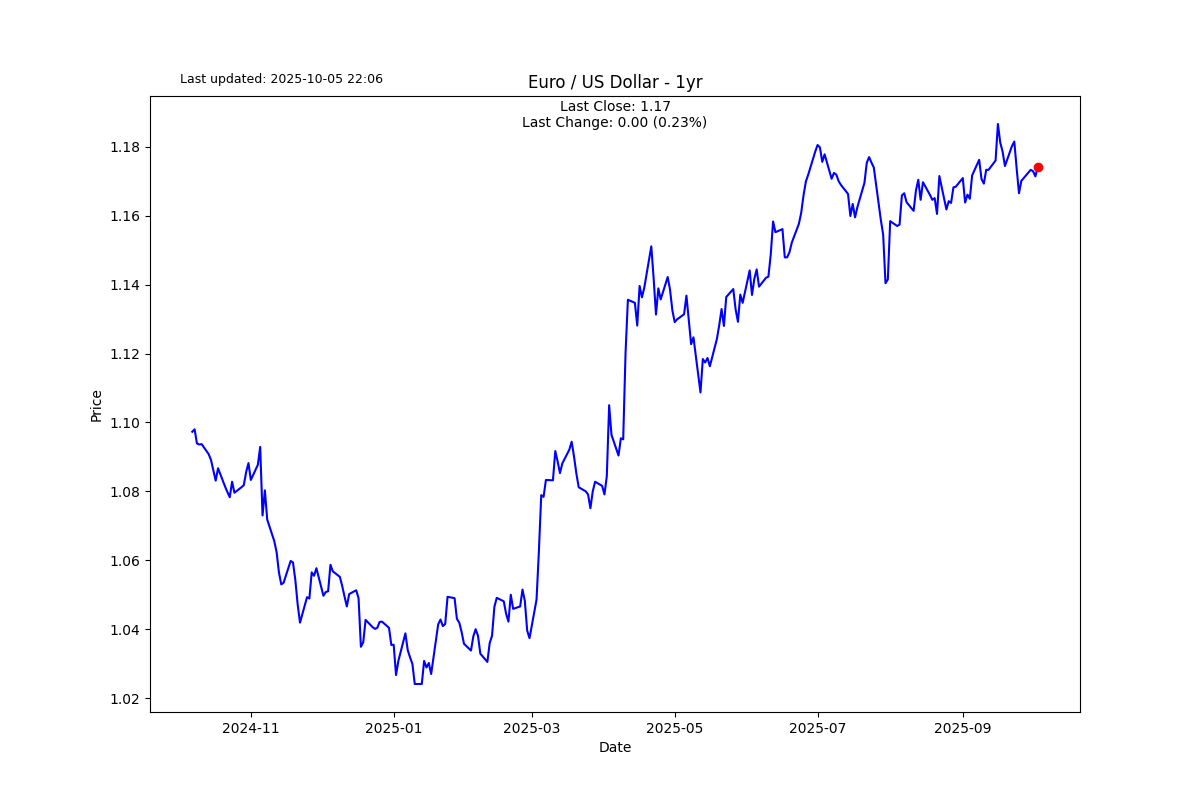 Last updated: 2025-10-05 22:06
Euro / US Dollar - 1yr
Last Close: 1.17
Last Change: 0.00 (0.23%)
1.18
1.16
1.14
1.12
1.10
1.08
1.06
1.04
1.02
Price
2024-11
2025-01
2025-03
2025-05
2025-07
2025-09
Date